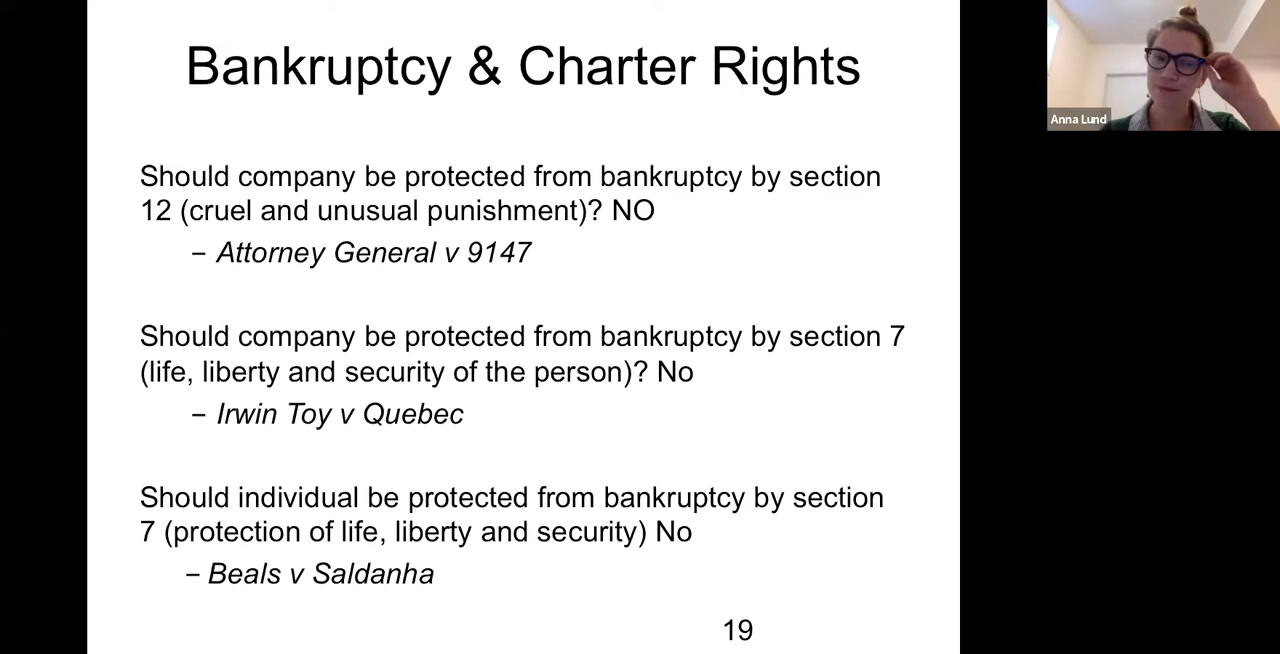 Bankruptcy & Charter Rights
Anna Lund
Should company be protected from bankruptcy by section
12 (cruel and unusual punishment)? NO
– Attorney General v 9147
Should company be protected from bankruptcy by section 7
(life, liberty and security of the person)? No
– Irwin Toy v Quebec
Should individual be protected from bankruptcy by section
7 (protection of life, liberty and security) No
– Beals v Saldanha
19